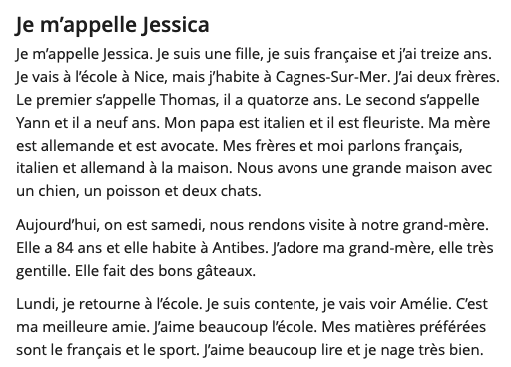 Je m’appelle Jessica
Je m’appelle Jessica. Je suis une fille, je suis française et j’ai treize ans.
Je vais à l’école à Nice, mais j’habite à Cagnes-Sur-Mer. J’ai deux frères.
Le premier s’appelle Thomas, il a quatorze ans. Le second s’appelle
Yann et il a neuf ans. Mon papa est italien et il est fleuriste. Ma mère
est allemande et est avocate. Mes frères et moi parlons français,
italien et allemand à la maison. Nous avons une grande maison avec
un chien, un poisson et deux chats.
Aujourd’hui, on est samedi, nous rendons visite à notre grand-mère.
Elle a 84 ans et elle habite à Antibes. J’adore ma grand-mère, elle très
gentille. Elle fait des bons gâteaux.
Lundi, je retourne à l’école. Je suis contente, je vais voir Amélie. C’est
ma meilleure amie. J’aime beaucoup l’école. Mes matières préférées
sont le français et le sport. J’aime beaucoup lire et je nage très bien.